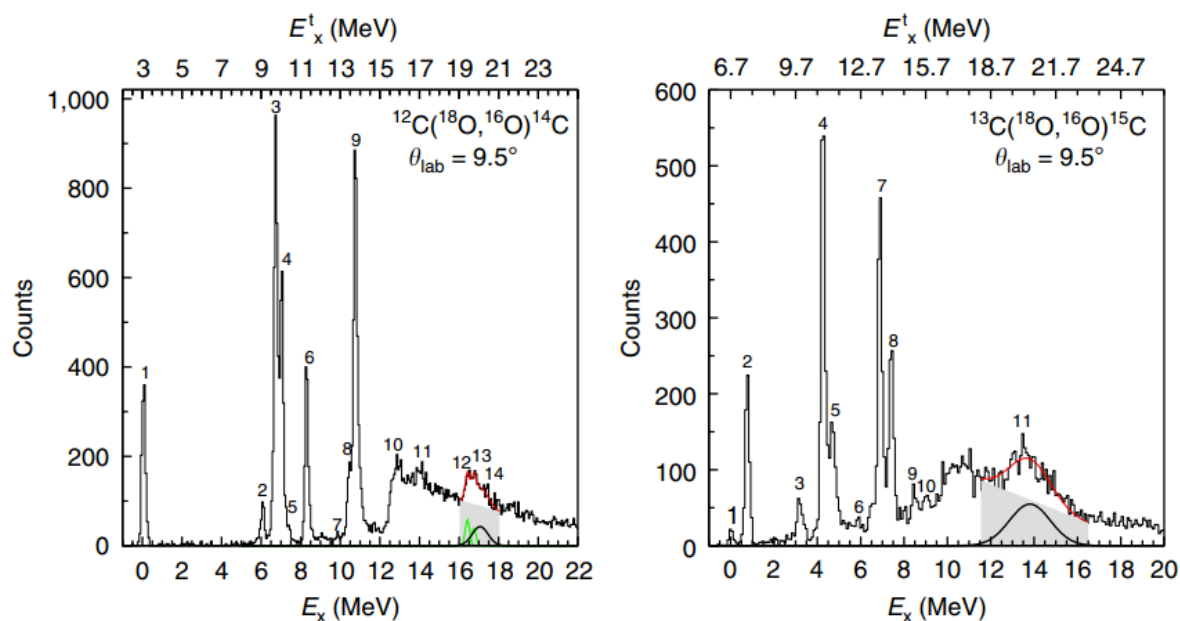 E^t_x (MeV)
3 5 7 9 11 13 15 17 19 21 23
1,000
800
600
400
200
0
Counts
¹²C(¹⁸O,¹⁶O)¹⁴C
θ_lab = 9.5°
1
2
3
4
5
6
7
8
9
10
11
12
13
14
0 2 4 6 8 10 12 14 16 18 20 22
E_x (MeV)
E^t_x (MeV)
6.7 9.7 12.7 15.7 18.7 21.7 24.7
600
500
400
300
200
100
0
Counts
¹³C(¹⁸O,¹⁶O)¹⁵C
θ_lab = 9.5°
1
2
3
4
5
6
7
8
9
10
11
0 2 4 6 8 10 12 14 16 18 20
E_x (MeV)